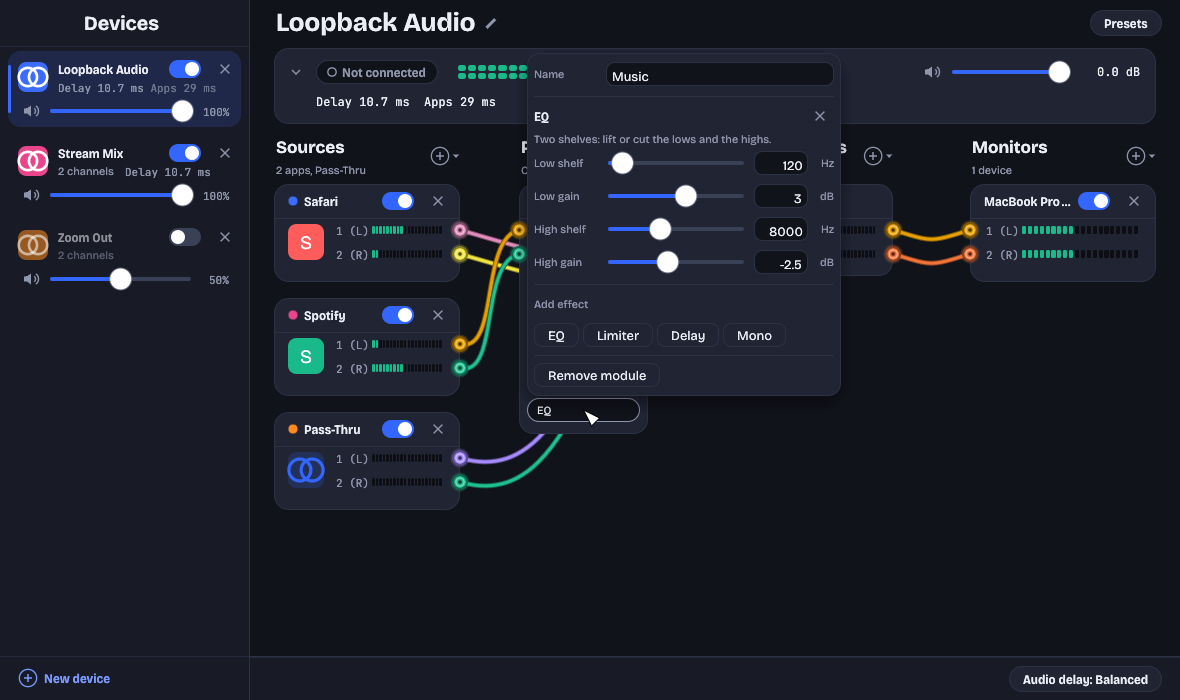 Devices
Loopback Audio
Delay 10.7 ms Apps 29 ms
100%
Stream Mix
2 channels Delay 10.7 ms
100%
Zoom Out
2 channels
50%
New device
Loopback Audio
Presets
Not connected
Delay 10.7 ms Apps 29 ms
0.0 dB
Sources
2 apps, Pass-Thru
Safari
S
1 (L)
2 (R)
Spotify
S
1 (L)
2 (R)
Pass-Thru
1 (L)
2 (R)
Name
Music
EQ
Two shelves: lift or cut the lows and the highs.
Low shelf
120
Hz
Low gain
3
dB
High shelf
8000
Hz
High gain
-2.5
dB
Add effect
EQ
Limiter
Delay
Mono
Remove module
EQ
Monitors
1 device
MacBook Pro ...
1 (L)
2 (R)
Audio delay: Balanced